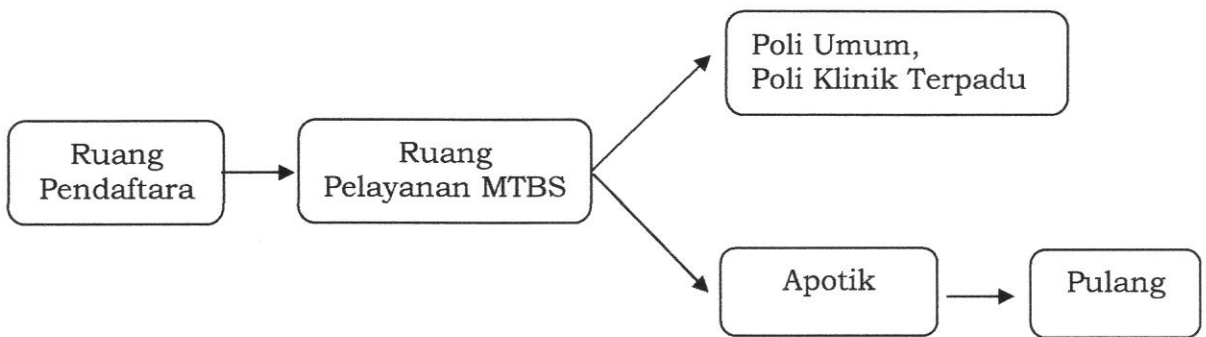 Poli Umum,
Poli Klinik Terpadu
Ruang
Pendaftara
Ruang
Pelayanan MTBS
Apotik
Pulang